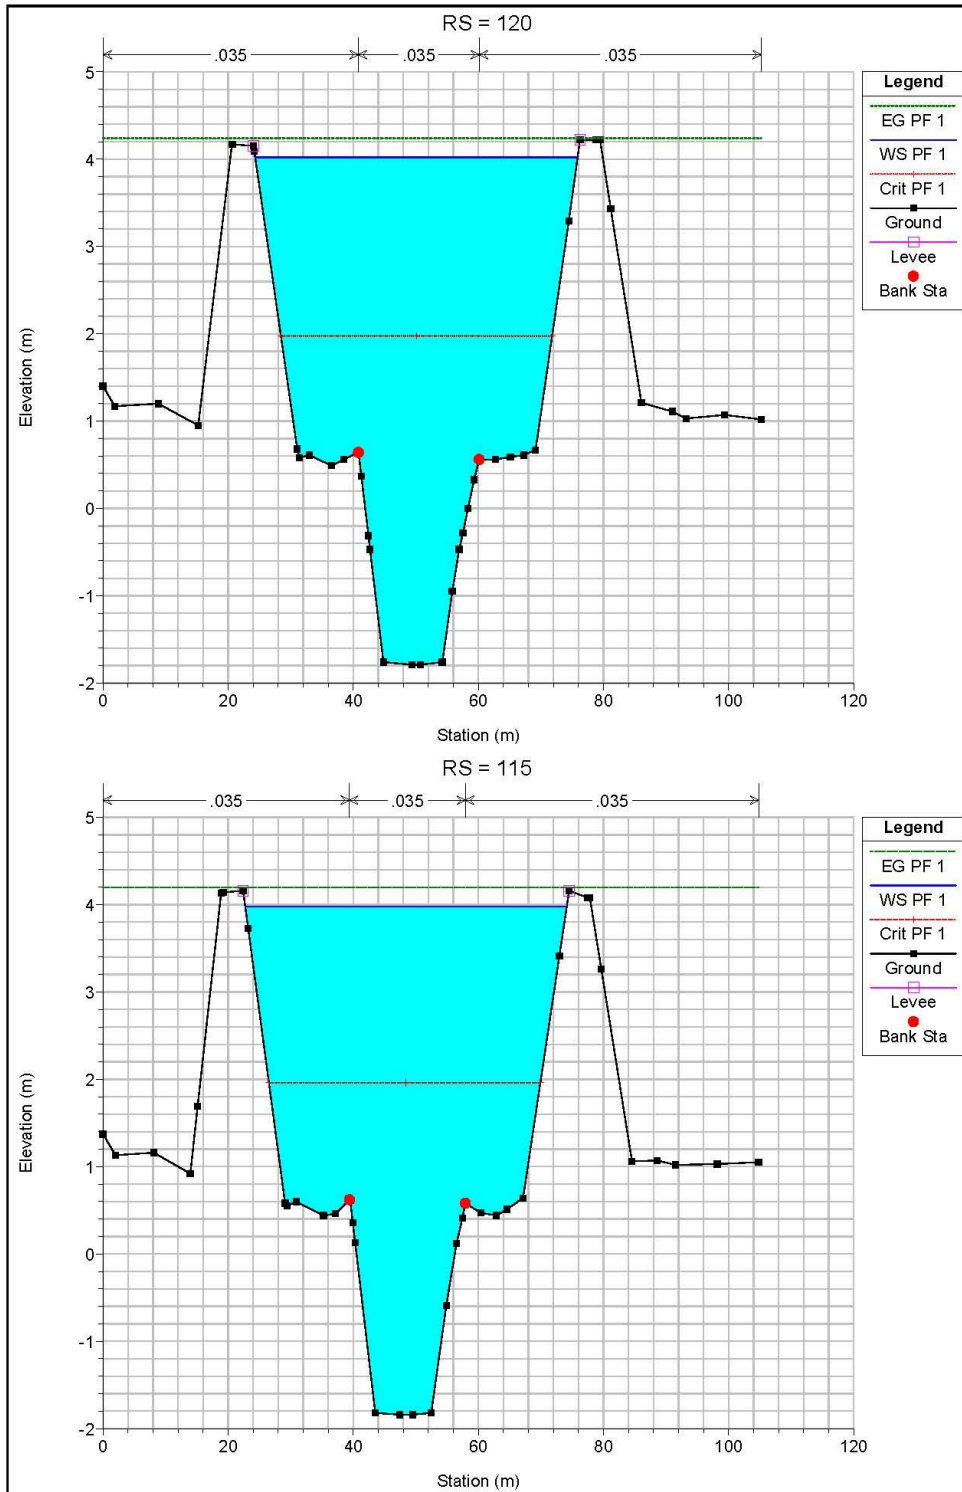 RS = 120
.035 .035 .035
5
4
3
2
1
0
-1
-2
Elevation (m)
0 20 40 60 80 100 120
Station (m)
Legend
EG PF 1
WS PF 1
Crit PF 1
Ground
Levee
Bank Sta
RS = 115
.035 .035 .035
5
4
3
2
1
0
-1
-2
Elevation (m)
0 20 40 60 80 100 120
Station (m)
Legend
EG PF 1
WS PF 1
Crit PF 1
Ground
Levee
Bank Sta